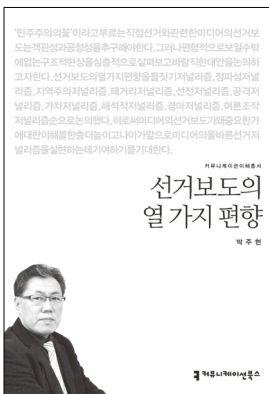 '민주주의의꽃'이라고부르는직접선거와관련한미디어의선거보
도는객관성과공정성을추구해야한다.그러나편향적으로보일수밖
에없는구조적현상을심층적으로살펴보고바람직한대안을논의하
고자한다.선거보도의열가지편향을틀짓기저널리즘,정파성저널
리즘,지역주의저널리즘,패거리저널리즘,선전저널리즘,공격저
널리즘,기차저널리즘,해석적저널리즘,경마저널리즘,여론조작
저널리즘순으로논의했다.이로써미디어의선거보도가왜중요한가
에대한이해를한층더높이고나아가앞으로미디어의올바른선거저
널리즘을실현하는데기여하기를기대한다.
커뮤니케이션이해총서
선거보도의
열 가지 편향
박주현
커뮤니케이션북스